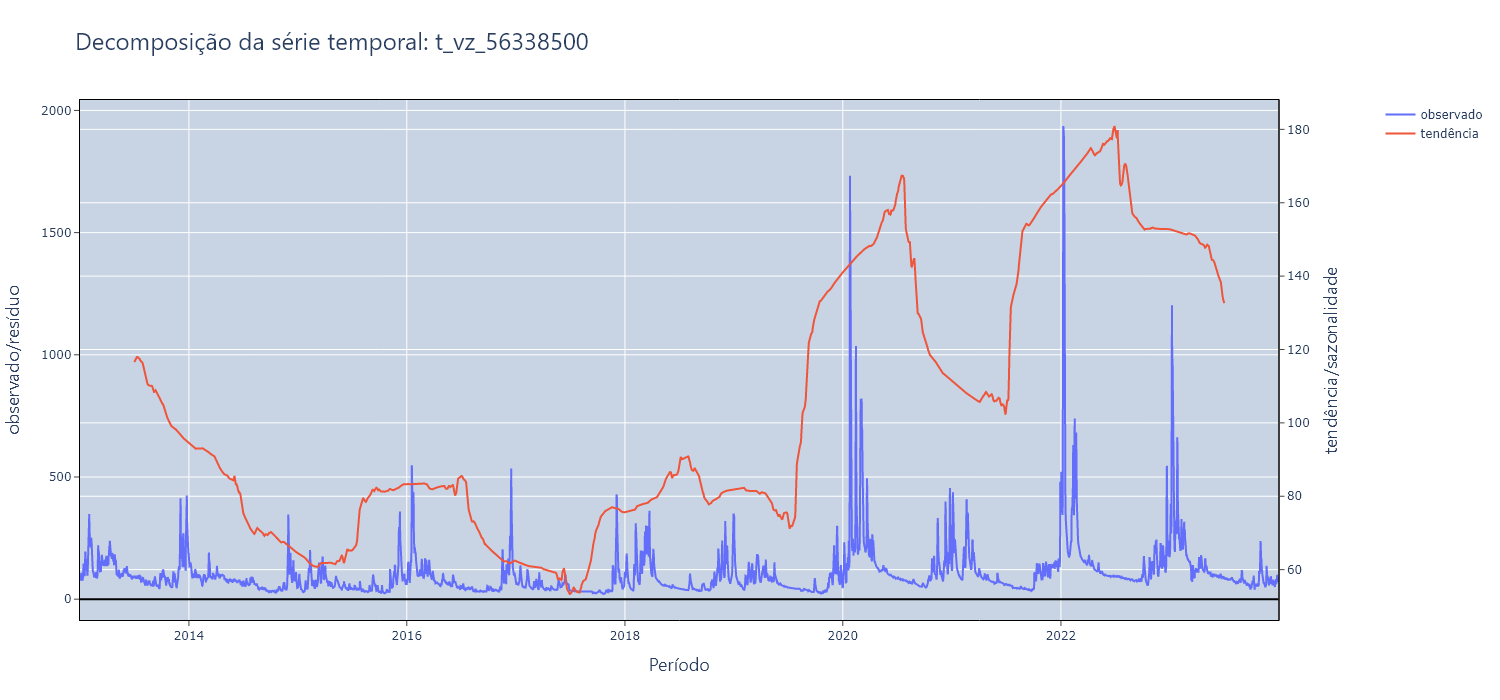 Decomposição da série temporal: t_vz_56338500
observado
tendência
2000
1500
1000
500
0
observado/resíduo
180
160
140
120
100
80
60
tendência/sazonalidade
2014
2016
2018
2020
2022
Período